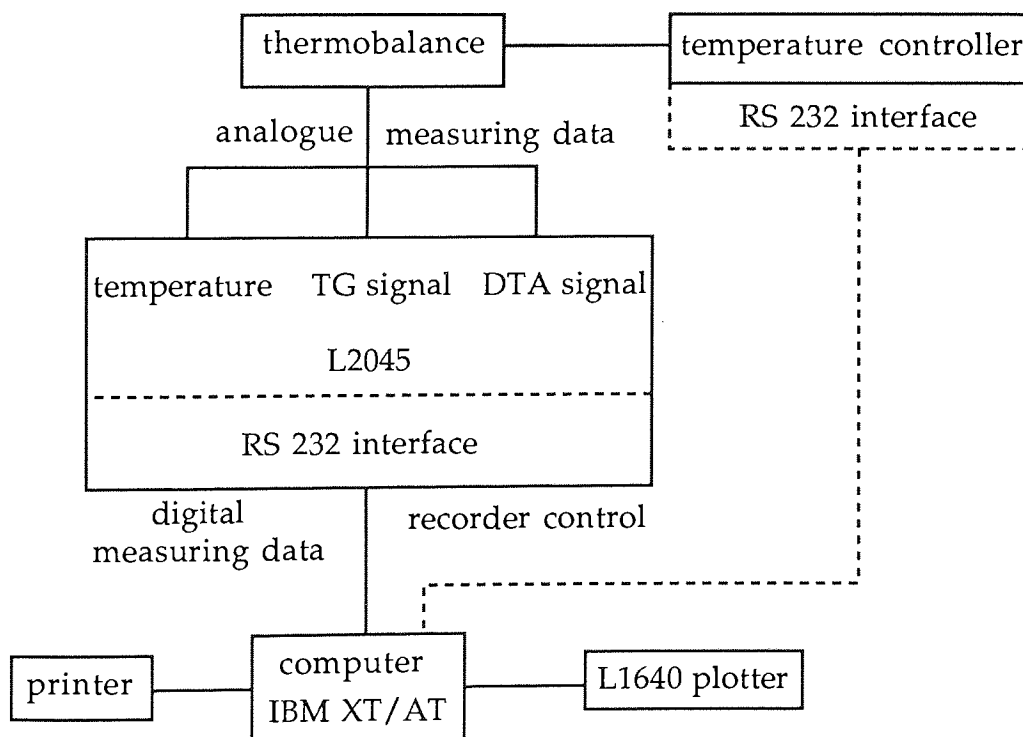 thermobalance
temperature controller
RS 232 interface
analogue measuring data
temperature TG signal DTA signal
L2045
RS 232 interface
digital
measuring data
recorder control
printer
computer
IBM XT/AT
L1640 plotter